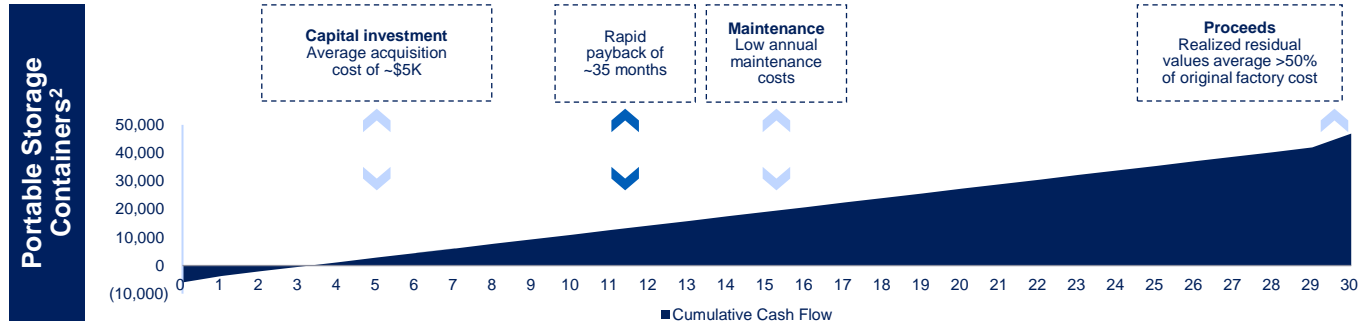 Portable Storage
Containers2
Capital investment
Average acquisition
cost of ~$5K
Rapid
payback of
~35 months
Maintenance
Low annual
maintenance
costs
Proceeds
Realized residual
values average >50%
of original factory cost
50,000
40,000
30,000
20,000
10,000
0
(10,000)
0 1 2 3 4 5 6 7 8 9 10 11 12 13 14 15 16 17 18 19 20 21 22 23 24 25 26 27 28 29 30
Cumulative Cash Flow